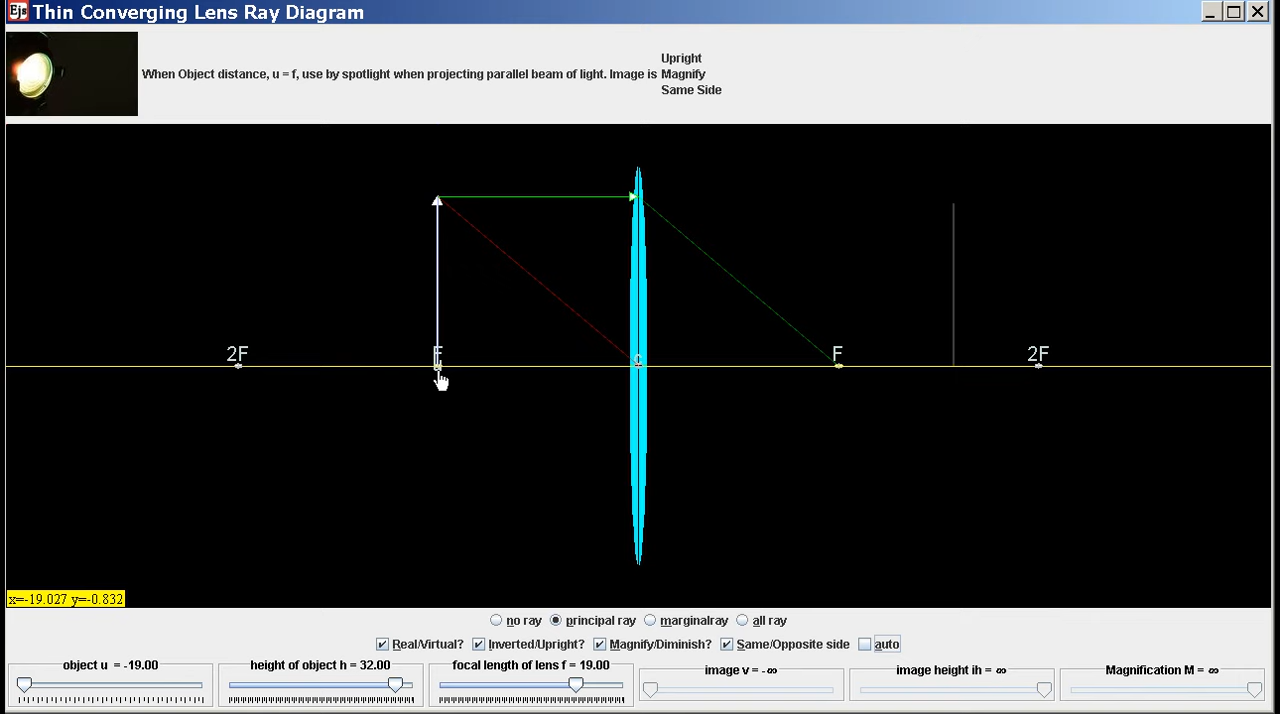 Ejs Thin Converging Lens Ray Diagram
Upright
When Object distance, u = f, use by spotlight when projecting parallel beam of light. Image is Magnify
Same Side
2F F C F 2F
x=-19.027 y=-0.832
no ray principal ray marginalray all ray
Real/Virtual? Inverted/Upright? Magnify/Diminish? Same/Opposite side auto
object u = -19.00 height of object h = 32.00 focal length of lens f = 19.00 image v = -∞ image height ih = ∞ Magnification M = ∞